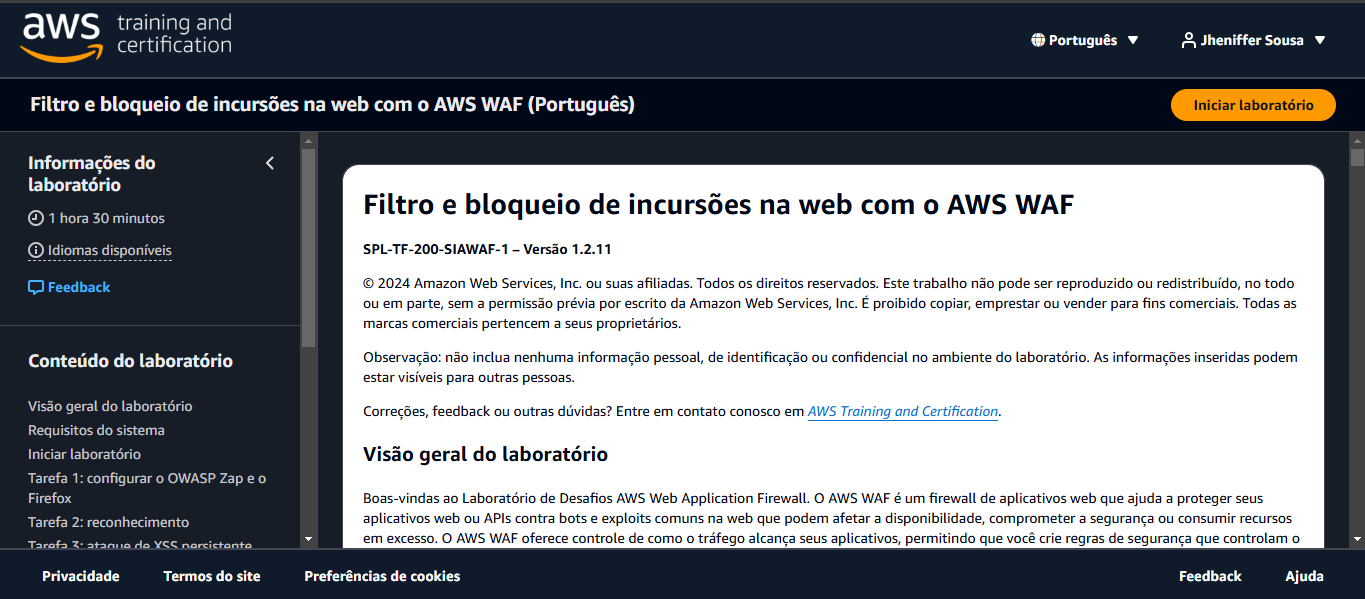 aws training and certification
Português
Jheniffer Sousa
Filtro e bloqueio de incursões na web com o AWS WAF (Português)
Iniciar laboratório
Informações do
laboratório
1 hora 30 minutos
Idiomas disponíveis
Feedback
Conteúdo do laboratório
Visão geral do laboratório
Requisitos do sistema
Iniciar laboratório
Tarefa 1: configurar o OWASP Zap e o
Firefox
Tarefa 2: reconhecimento
Tarefa 3: ataque de XSS persistente
Filtro e bloqueio de incursões na web com o AWS WAF
SPL-TF-200-SIAWAF-1 – Versão 1.2.11
© 2024 Amazon Web Services, Inc. ou suas afiliadas. Todos os direitos reservados. Este trabalho não pode ser reproduzido ou redistribuído, no todo
ou em parte, sem a permissão prévia por escrito da Amazon Web Services, Inc. É proibido copiar, emprestar ou vender para fins comerciais. Todas as
marcas comerciais pertencem a seus proprietários.
Observação: não inclua nenhuma informação pessoal, de identificação ou confidencial no ambiente do laboratório. As informações inseridas podem
estar visíveis para outras pessoas.
Correções, feedback ou outras dúvidas? Entre em contato conosco em AWS Training and Certification.
Visão geral do laboratório
Boas-vindas ao Laboratório de Desafios AWS Web Application Firewall. O AWS WAF é um firewall de aplicativos web que ajuda a proteger seus
aplicativos web ou APIs contra bots e exploits comuns na web que podem afetar a disponibilidade, comprometer a segurança ou consumir recursos
em excesso. O AWS WAF oferece controle de como o tráfego alcança seus aplicativos, permitindo que você crie regras de segurança que controlam o
Privacidade
Termos do site
Preferências de cookies
Feedback
Ajuda